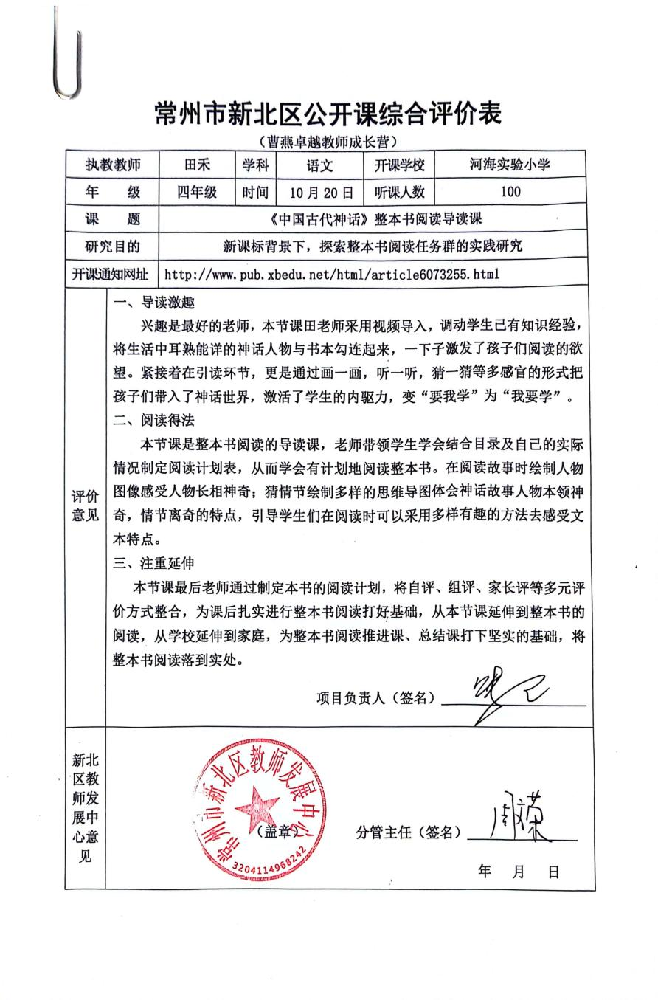 常州市新北区公开课综合评价表
（曹燕卓越教师成长营）
执教教师 田禾 学科 语文 开课学校 河海实验小学
年 级 四年级 时间 10月20日 听课人数 100
课 题 《中国古代神话》整本书阅读导读课
研究目的 新课标背景下，探索整本书阅读任务群的实践研究
开课通知网址 http://www.pub.xbedu.net/html/article6073255.html
评价
意见
一、导读激趣
兴趣是最好的老师，本节课田老师采用视频导入，调动学生已有知识经验，
将生活中耳熟能详的神话人物与书本勾连起来，一下子激发了孩子们阅读的欲
望。紧接着在引读环节，更是通过画一画，听一听，猜一猜等多感官的形式把
孩子们带入了神话世界，激活了学生的内驱力，变“要我学”为“我要学”。
二、阅读得法
本节课是整本书阅读的导读课，老师带领学生学会结合目录及自己的实际
情况制定阅读计划表，从而学会有计划地阅读整本书。在阅读故事时绘制人物
图像感受人物长相神奇；猜情节绘制多样的思维导图体会神话故事人物本领神
奇，情节离奇的特点，引导学生们在阅读时可以采用多样有趣的方法去感受文
本特点。
三、注重延伸
本节课最后老师通过制定本书的阅读计划，将自评、组评、家长评等多元评
价方式整合，为课后扎实进行整本书阅读打好基础，从本节课延伸到整本书的
阅读，从学校延伸到家庭，为整本书阅读推进课、总结课打下坚实的基础，将
整本书阅读落到实处。
项目负责人（签名）
新北
区教
师发
展中
心意
见
常州市新北区教师发展中心
（盖章）
3204114968242
分管主任（签名）
年 月 日